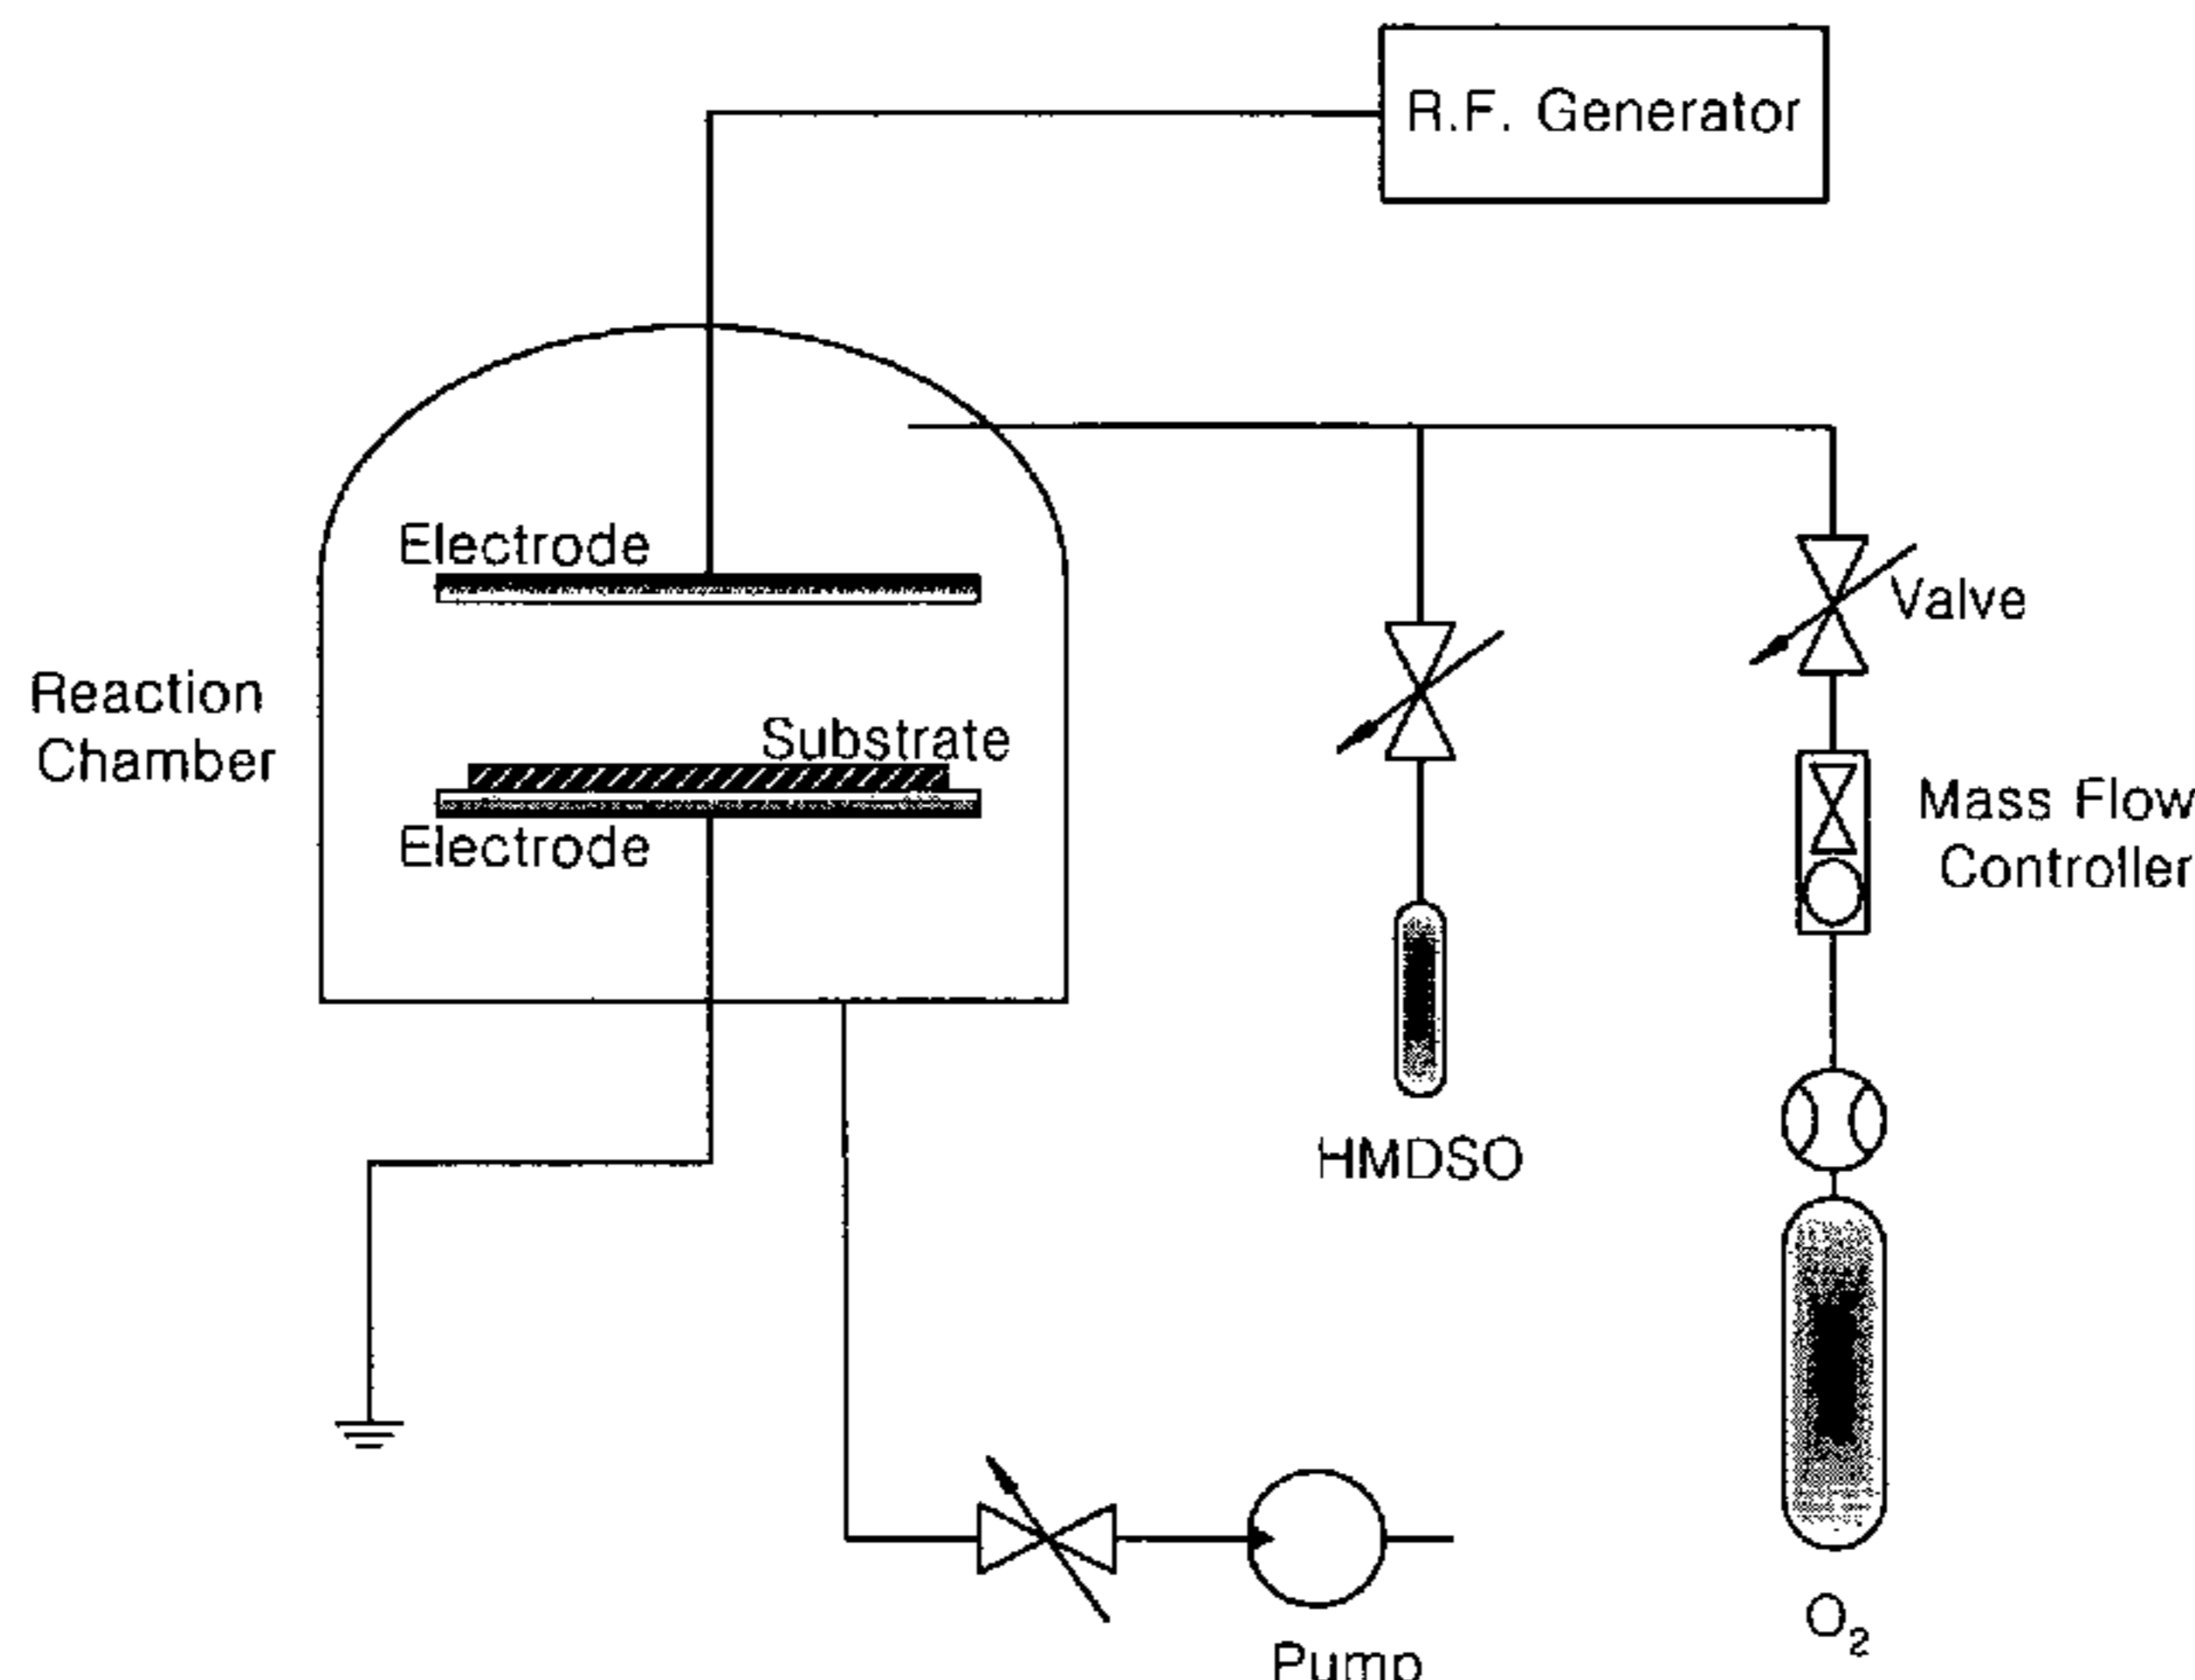 R.F. Generator
Electrode
Valve
Reaction
Chamber
Substrate
Mass Flow
Controller
Electrode
HMDSO
O₂
Pump